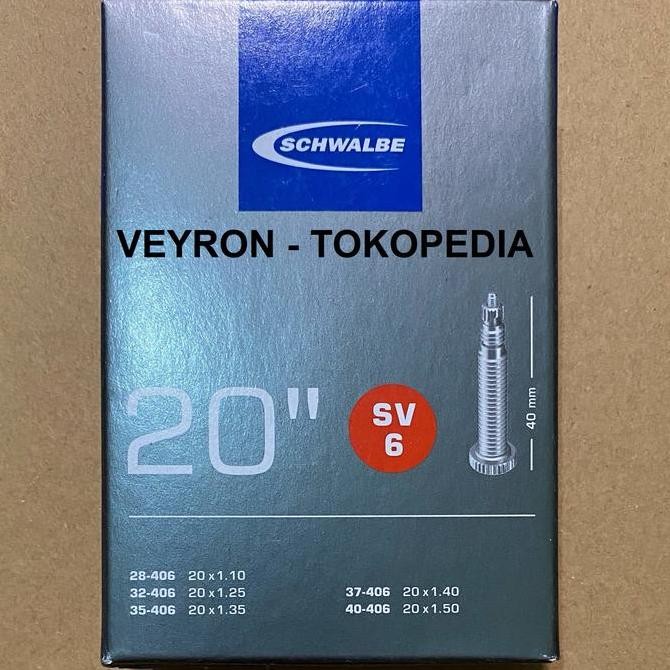 SCHWALBE
VEYRON - TOKOPEDIA
20"
SV
6
40 mm
28-406 20 x 1.10
32-406 20 x 1.25
35-406 20 x 1.35
37-406 20 x 1.40
40-406 20 x 1.50